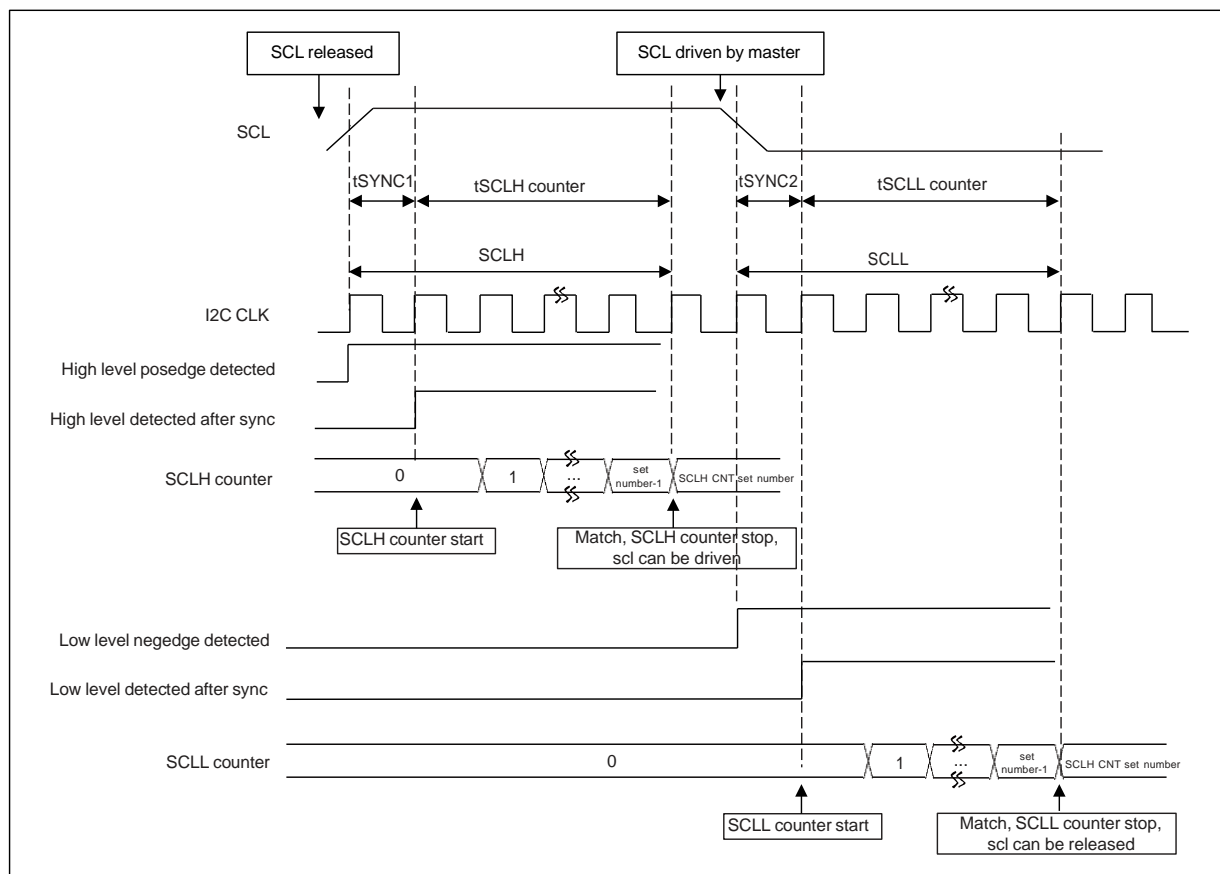 SCL released
SCL driven by master
SCL
tSYNC1
tSCLH counter
tSYNC2
tSCLL counter
SCLH
SCLL
I2C CLK
High level posedge detected
High level detected after sync
SCLH counter
0
1
...
set
number-1
SCLH CNT set number
SCLH counter start
Match, SCLH counter stop,
scl can be driven
Low level negedge detected
Low level detected after sync
SCLL counter
0
1
...
set
number-1
SCLH CNT set number
SCLL counter start
Match, SCLL counter stop,
scl can be released